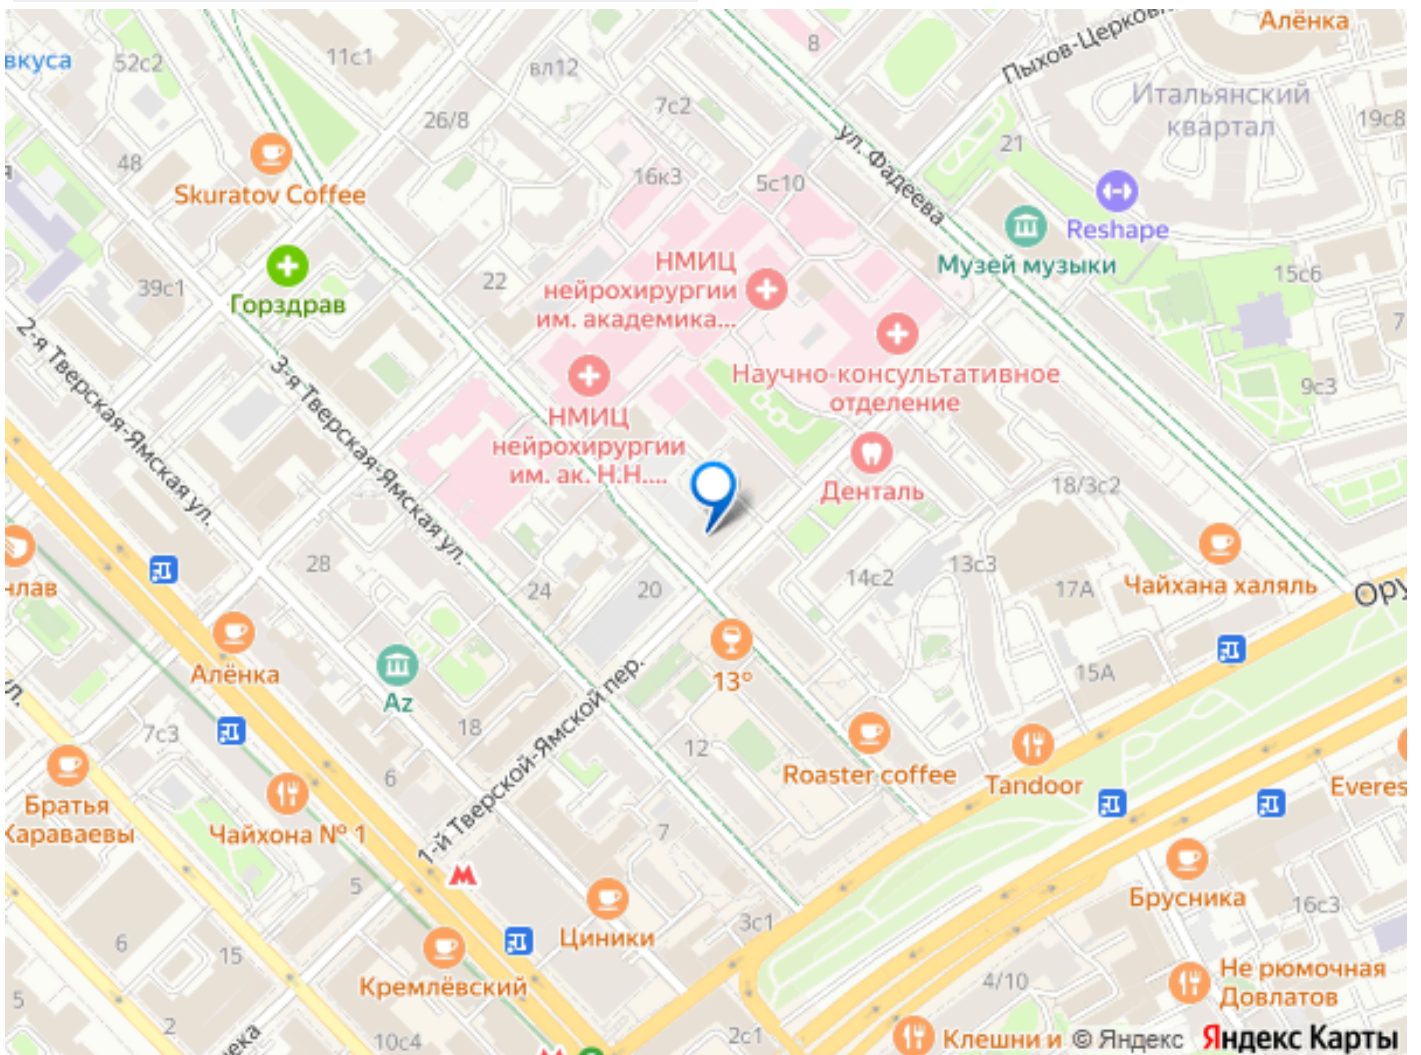 Алёнка
8
Пыхов-Церковн
11с1
вкуса
52с2
вл12
Итальянский
квартал
7с2
26/8
19с8
ул. Фадеева
21
48
16к3
5с10
Skuratov Coffee
Reshape
НМИЦ
нейрохирургии
им. академика...
Музей музыки
15с6
22
39с1
Горздрав
7
2-я Тверская-Ямская ул.
3-я Тверская-Ямская ул.
Научно-консультативное
отделение
9с3
НМИЦ
нейрохирургии
им. ак. Н.Н....
Денталь
18/3с2
28
13с3
14с2
24
20
17А
Чайхана халяль
Ору
нлав
Алёнка
15А
13°
Az
1-й Тверской-Ямской пер.
ул.
18
7с3
12
6
Roaster coffee
Tandoor
Everes
Братья
Караваевы
Чайхона № 1
7
5
Брусника
16с3
3с1
Циники
6
15
Кремлёвский
4/10
Не рюмочная
Довлатов
5
2
ека
10с4
2с1
Клешни и
© Яндекс
Яндекс Карты